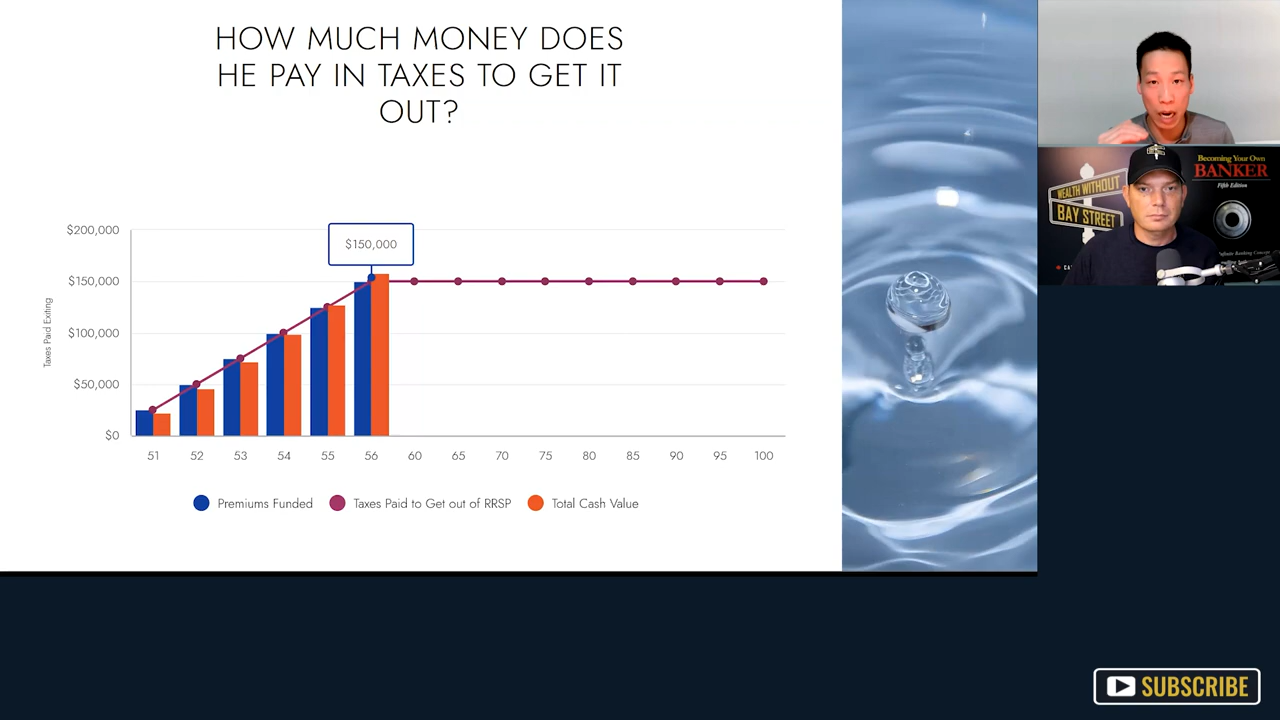 HOW MUCH MONEY DOES
HE PAY IN TAXES TO GET IT
OUT?
$150,000
$200,000
$150,000
$100,000
$50,000
$0
Taxes Paid Exiting
51 52 53 54 55 56 60 65 70 75 80 85 90 95 100
Premiums Funded Taxes Paid to Get out of RRSP Total Cash Value
WEALTH WITHOUT
BAY STREET
Becoming Your Own
BANKER
Fifth Edition
Infinite Banking Concept
SUBSCRIBE